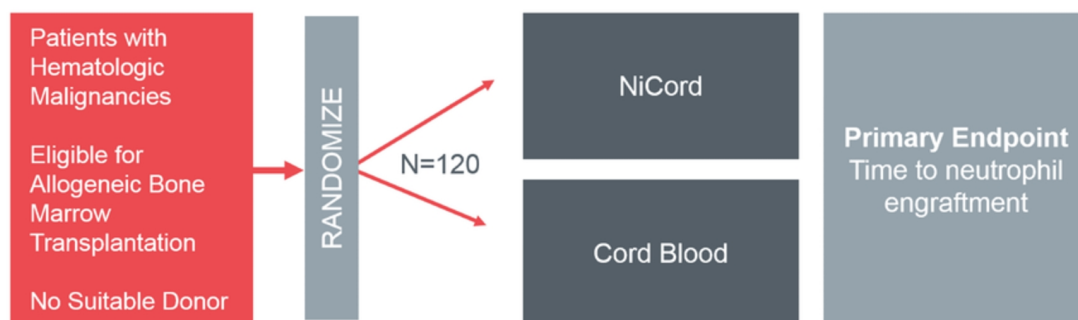 Patients with
Hematologic
Malignancies
Eligible for
Allogeneic Bone
Marrow
Transplantation
No Suitable Donor
RANDOMIZE
N=120
NiCord
Cord Blood
Primary Endpoint
Time to neutrophil
engraftment